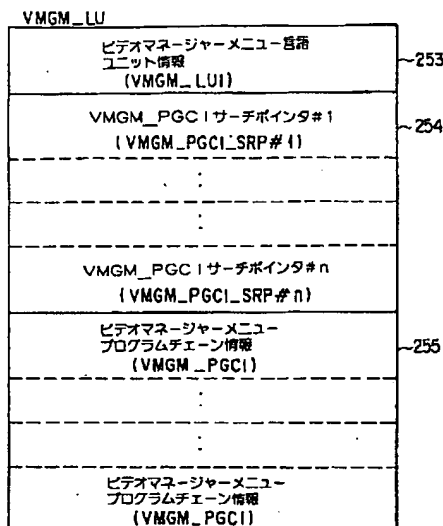 VMGM_LU
ビデオマネージャーメニュー言語
ユニット情報
(VMGM_LUI)
253
VMGM_PGCIサーチポインタ#1
(VMGM_PGCI_SRP#1)
254
VMGM_PGCIサーチポインタ#n
(VMGM_PGCI_SRP#n)
ビデオマネージャーメニュー
プログラムチェーン情報
(VMGM_PGCI)
255
ビデオマネージャーメニュー
プログラムチェーン情報
(VMGM_PGCI)